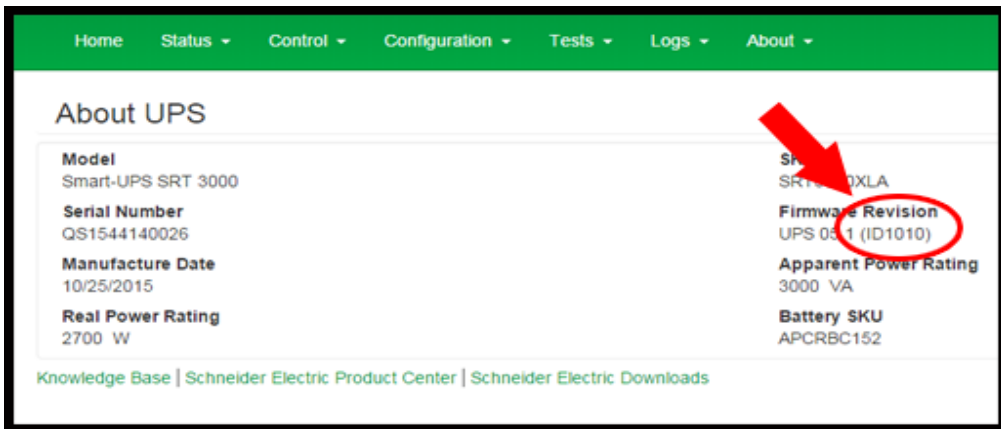 Home Status Control Configuration Tests Logs About
About UPS
Model
Smart-UPS SRT 3000
Serial Number
QS1544140026
Manufacture Date
10/25/2015
Real Power Rating
2700 W
Firmware Revision
UPS (ID1010)
Apparent Power Rating
3000 VA
Battery SKU
APCRBC152
Knowledge Base | Schneider Electric Product Center | Schneider Electric Downloads